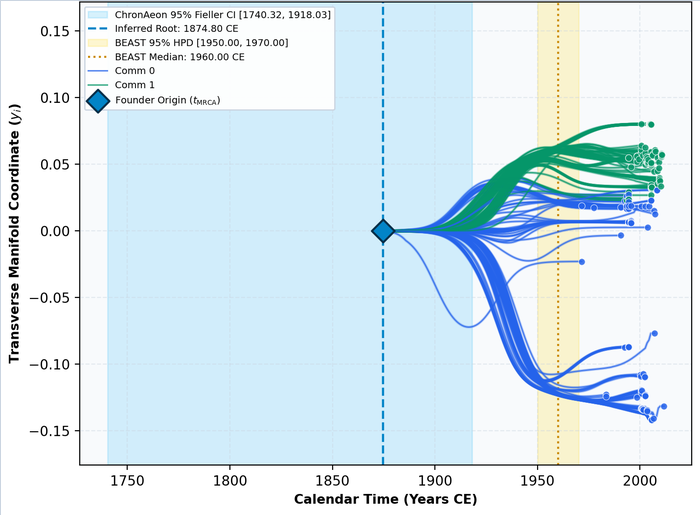 ChronAeon 95% Fieller CI [1740.32, 1918.03]
Inferred Root: 1874.80 CE
BEAST 95% HPD [1950.00, 1970.00]
BEAST Median: 1960.00 CE
Comm 0
Comm 1
Founder Origin (tMRCA)
Transverse Manifold Coordinate (yi)
0.15
0.10
0.05
0.00
−0.05
−0.10
−0.15
1750 1800 1850 1900 1950 2000
Calendar Time (Years CE)